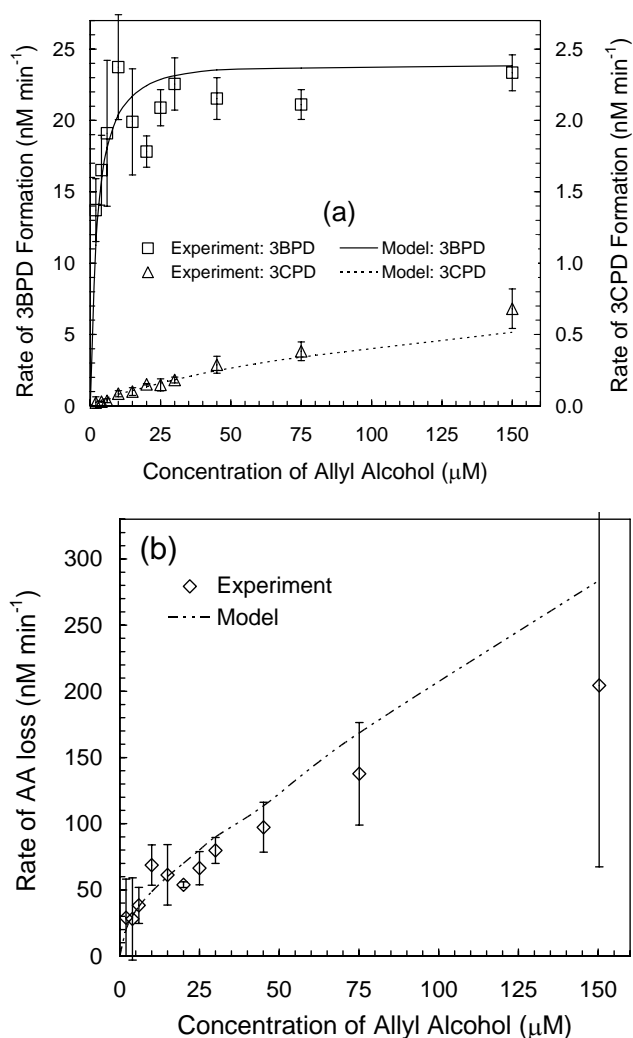 (a)
25
20
15
10
5
0
2.5
2.0
1.5
1.0
0.5
0.0
Rate of 3BPD Formation (nM min-1)
Rate of 3CPD Formation (nM min-1)
Experiment: 3BPD
Model: 3BPD
Experiment: 3CPD
Model: 3CPD
0 25 50 75 100 125 150
Concentration of Allyl Alcohol (μM)
(b)
Experiment
Model
300
250
200
150
100
50
0
Rate of AA loss (nM min-1)
0 25 50 75 100 125 150
Concentration of Allyl Alcohol (μM)